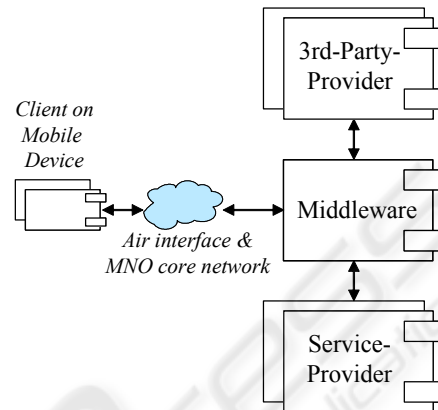 3rd-Party-
Provider
Client on
Mobile
Device
Middleware
Air interface &
MNO core network
Service-
Provider